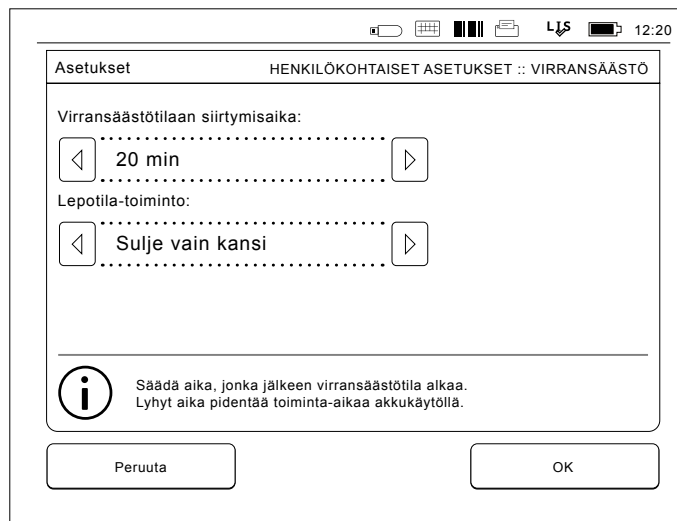 LIS 12:20
Asetukset HENKILÖKOHTAISET ASETUKSET :: VIRRANSÄÄSTÖ
Virransäästötilaan siirtymisaika:
20 min
Lepotila-toiminto:
Sulje vain kansi
Säädä aika, jonka jälkeen virransäästötila alkaa.
Lyhyt aika pidentää toiminta-aikaa akkukäytöllä.
Peruuta OK